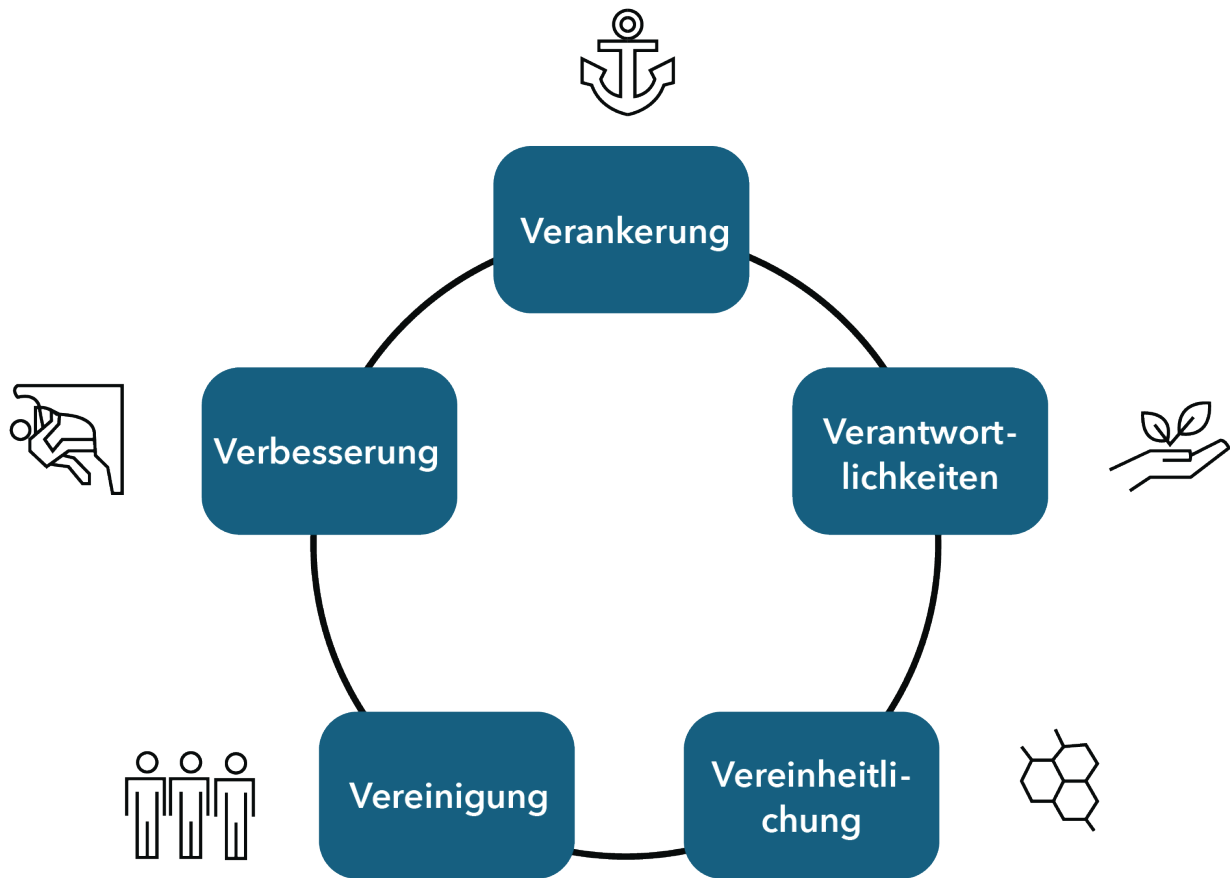 Verankerung
Verantwort-
lichkeiten
Vereinheitli-
chung
Vereinigung
Verbesserung